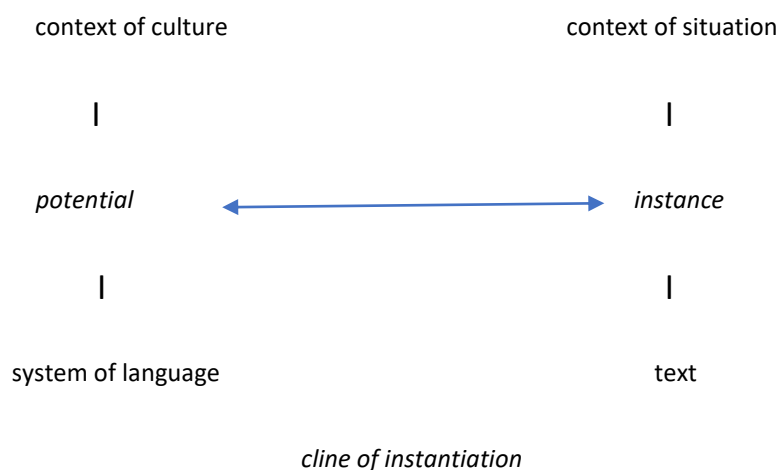 context of culture context of situation
potential instance
system of language text
cline of instantiation